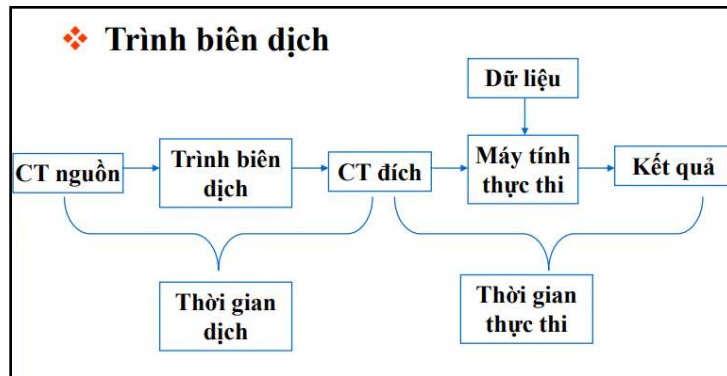 ❖ Trình biên dịch
Dữ liệu
CT nguồn
Trình biên
dịch
CT đích
Máy tính
thực thi
Kết quả
Thời gian
dịch
Thời gian
thực thi